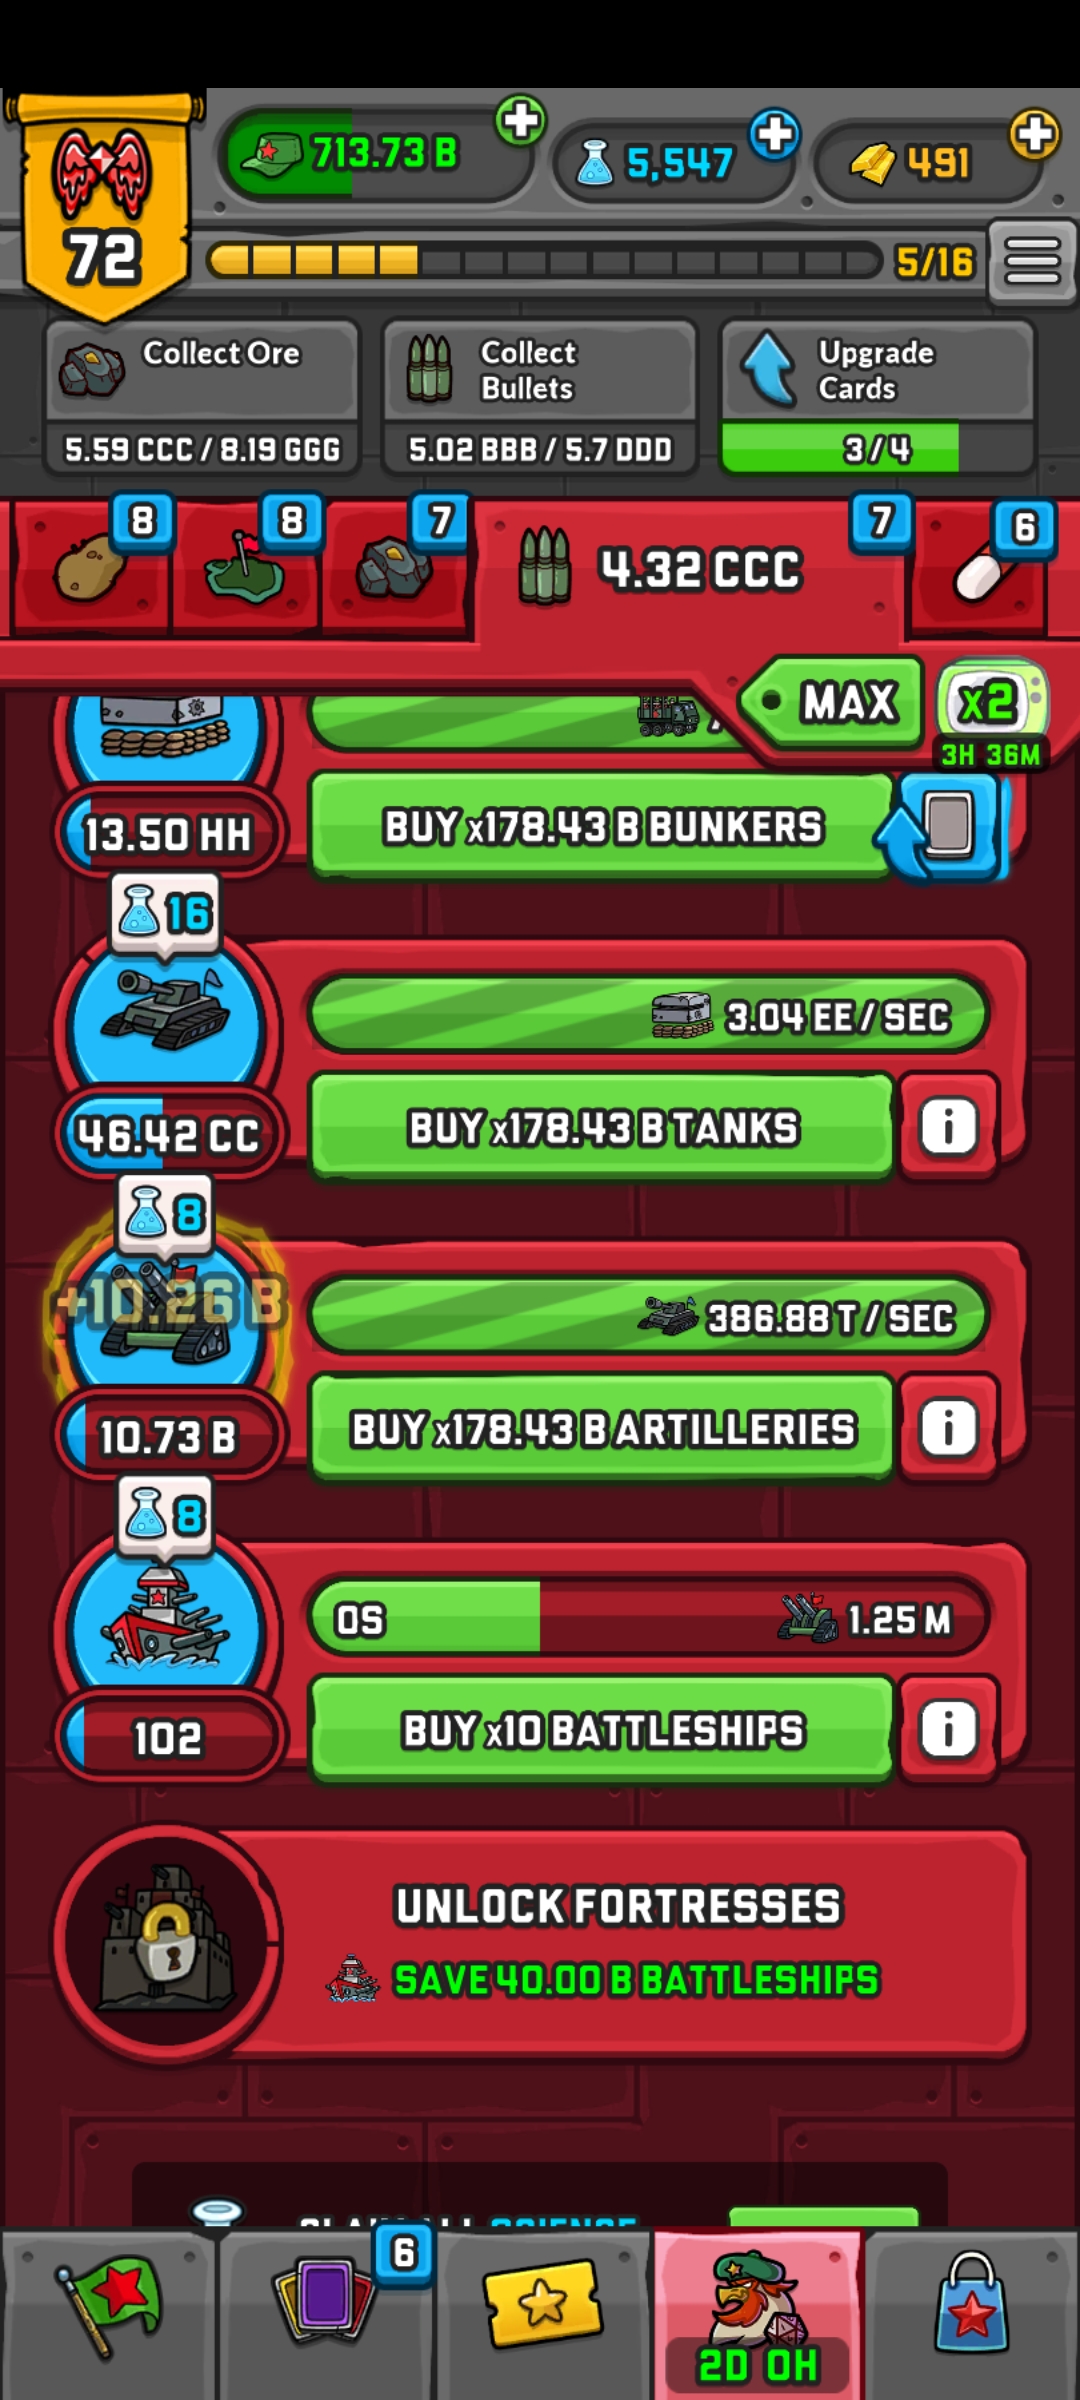 713.73 B
5,547
491
72
5/16
Collect Ore
5.59 CCC / 8.19 GGG
Collect
Bullets
5.02 BBB / 5.7 DDD
Upgrade
Cards
3/4
8
8
7
4.32 CCC
7
6
MAX
x2
3H 36M
13.50 HH
BUY x178.43 B BUNKERS
16
3.04 EE / SEC
46.42 CC
BUY x178.43 B TANKS
8
+10.26 B
386.88 T / SEC
10.73 B
BUY x178.43 B ARTILLERIES
8
0S
1.25 M
102
BUY x10 BATTLESHIPS
UNLOCK FORTRESSES
SAVE 40.00 B BATTLESHIPS
6
2D 0H